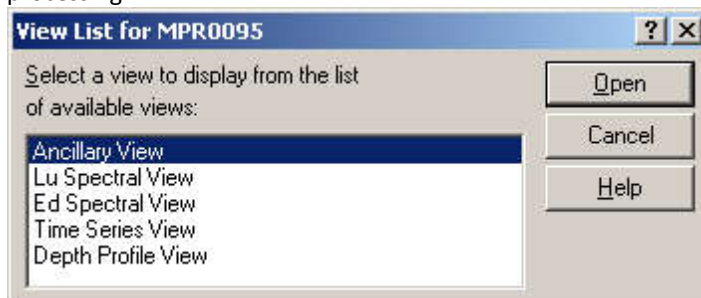 View List for MPR0095
? X
Select a view to display from the list
of available views:
Open
Cancel
Help
Ancillary View
Lu Spectral View
Ed Spectral View
Time Series View
Depth Profile View